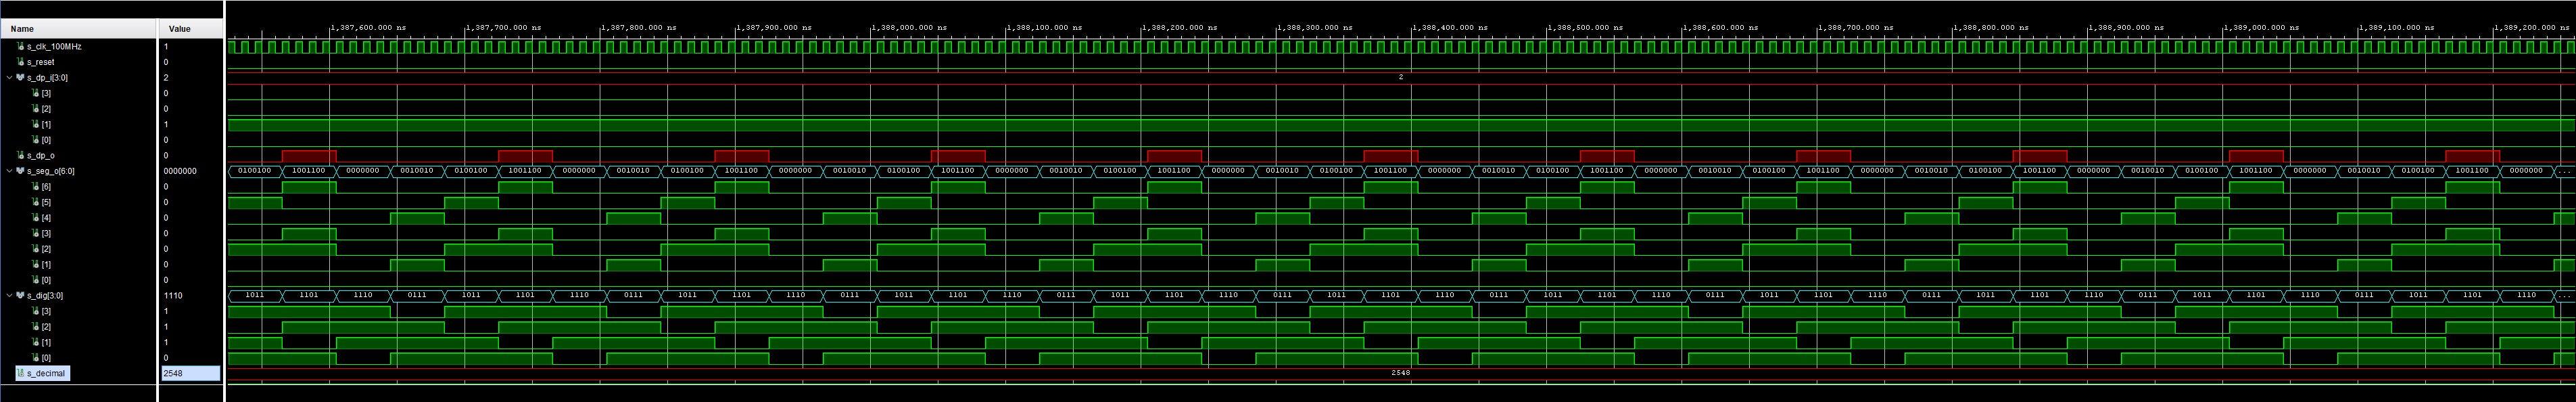 Name Value 1,387,600.000 ns 1,387,700.000 ns 1,387,800.000 ns 1,387,900.000 ns 1,388,000.000 ns 1,388,100.000 ns 1,388,200.000 ns 1,388,300.000 ns 1,388,400.000 ns 1,388,500.000 ns 1,388,600.000 ns 1,388,700.000 ns 1,388,800.000 ns 1,388,900.000 ns 1,389,000.000 ns 1,389,100.000 ns 1,389,200.000 ns
s_clk_100MHz 1
s_reset 0
s_dp_i[3:0] 2 2
[3] 0
[2] 0
[1] 1
[0] 0
s_dp_o 0
s_seg_o[6:0] 0000000 0100100 1001100 0000000 0010010 0100100 1001100 0000000 0010010 0100100 1001100 0000000 0010010 0100100 1001100 0000000 0010010 0100100 1001100 0000000 0010010 0100100 1001100 0000000 0010010 0100100 1001100 0000000 0010010 0100100 1001100 0000000 0010010 0100100 1001100 0000000 0010010 0100100 1001100 0000000 0010010 0100100 1001100 0000000 ...
[6] 0
[5] 0
[4] 0
[3] 0
[2] 0
[1] 0
[0] 0
s_dig[3:0] 1110 1011 1101 1110 0111 1011 1101 1110 0111 1011 1101 1110 0111 1011 1101 1110 0111 1011 1101 1110 0111 1011 1101 1110 0111 1011 1101 1110 0111 1011 1101 1110 0111 1011 1101 1110 0111 1011 1101 1110 0111 1011 1101 1110 ...
[3] 1
[2] 1
[1] 1
[0] 0
s_decimal 2548 2548